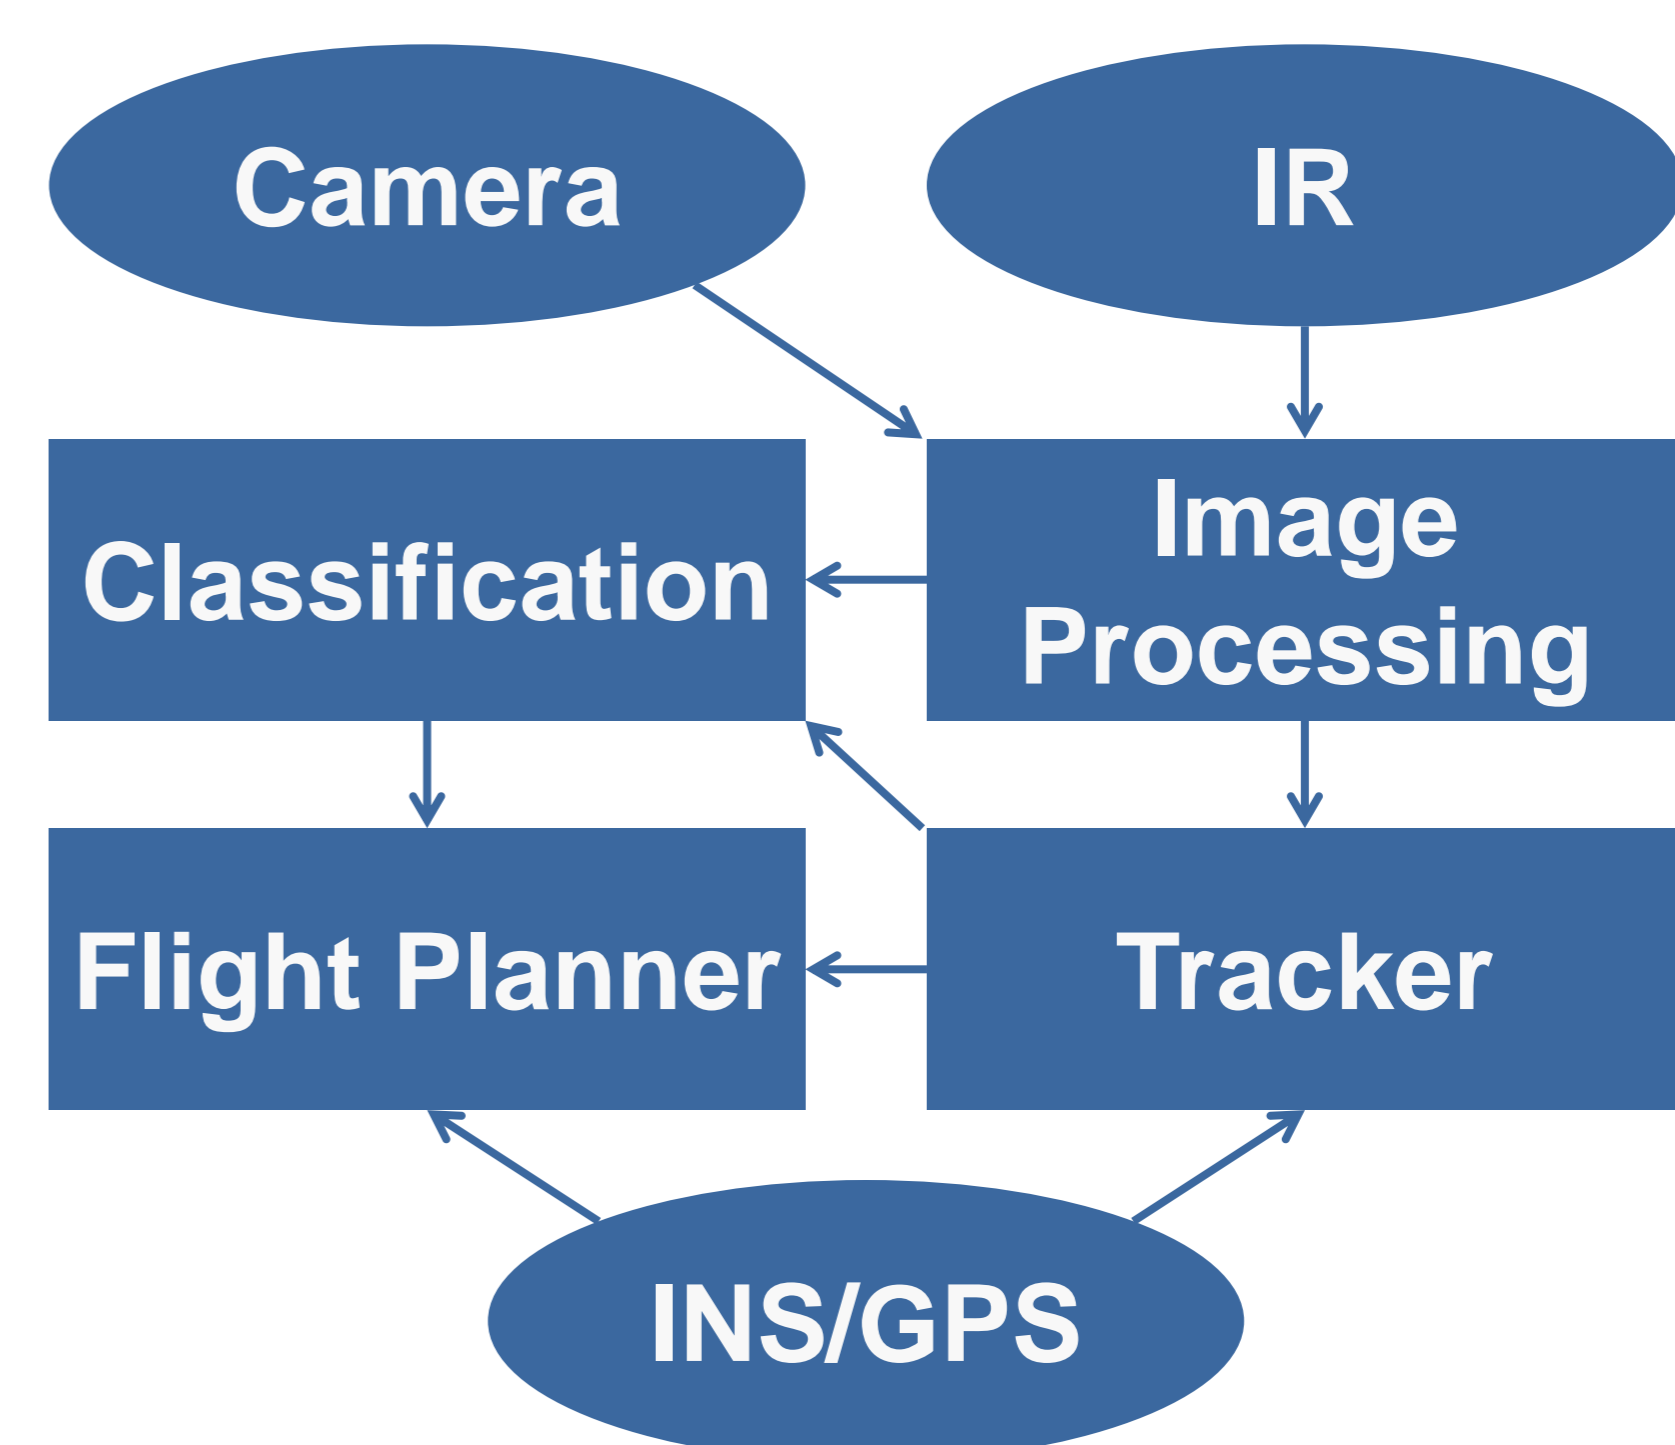 Camera
IR
Classification
Image
Processing
Flight Planner
Tracker
INS/GPS